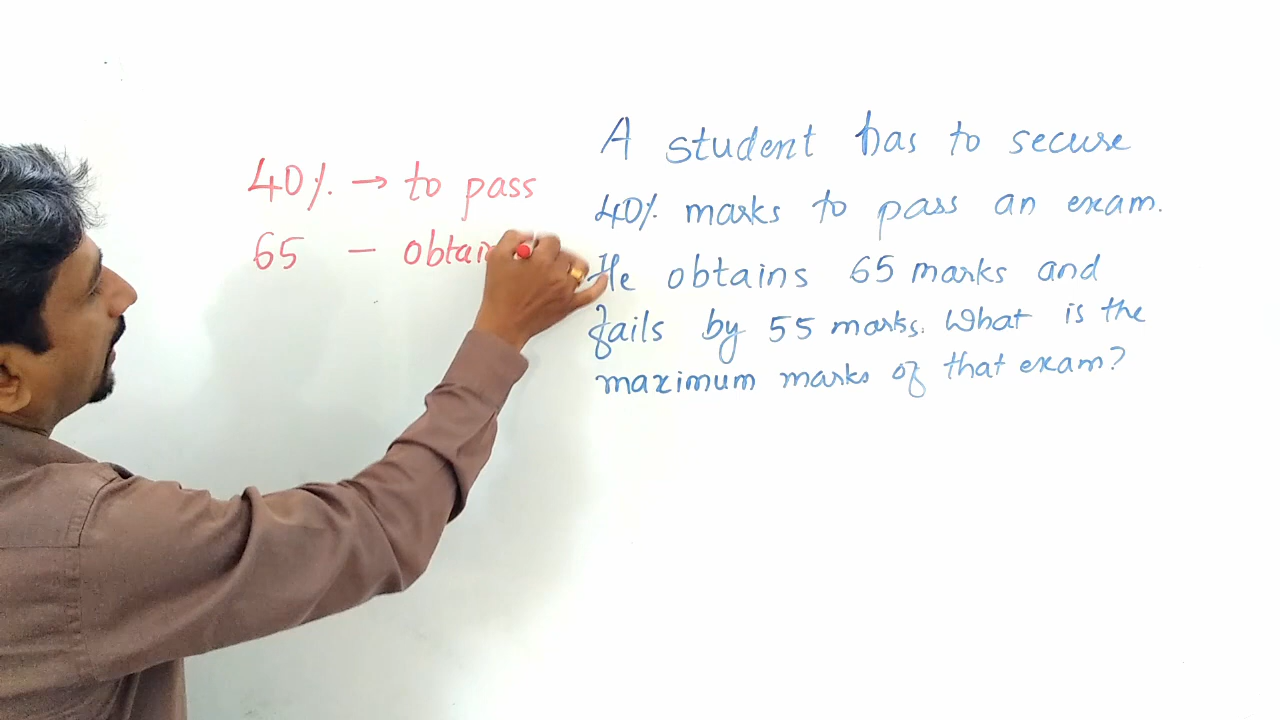 40% → to pass
65 – obtai
A student has to secure
40% marks to pass an exam.
He obtains 65 marks and
fails by 55 marks. What is the
maximum marks of that exam?